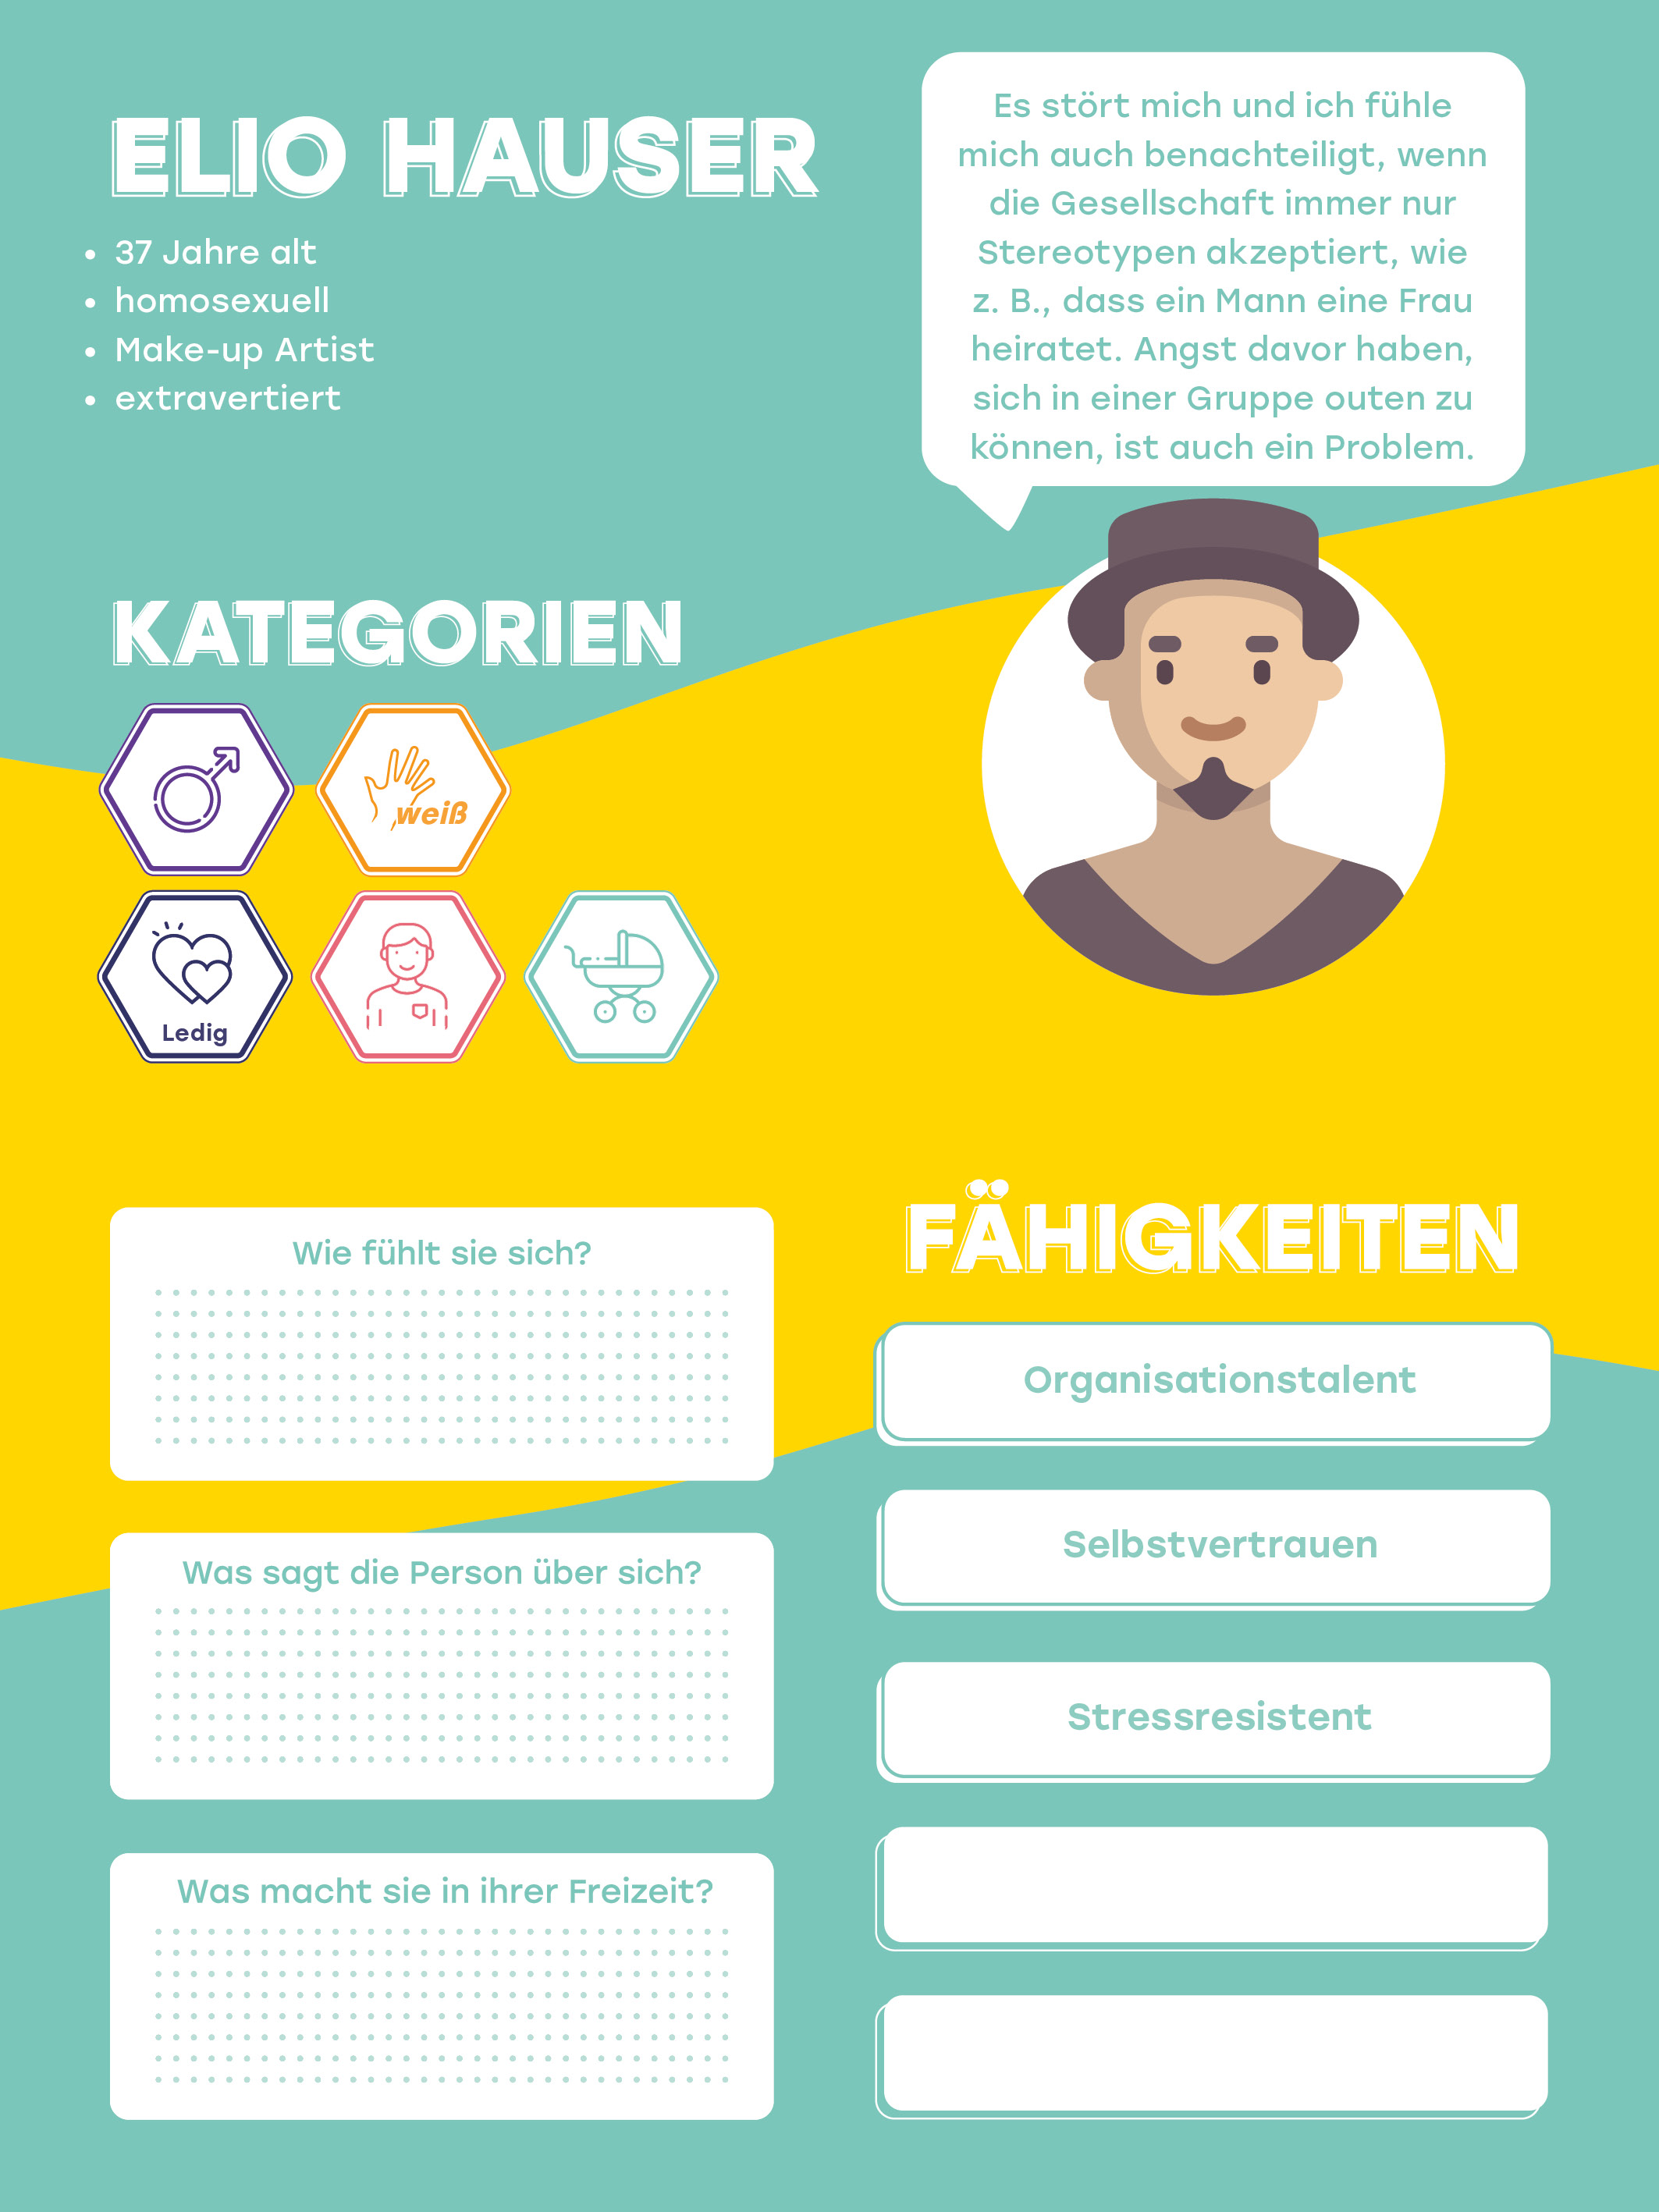 ELIO HAUSER
• 37 Jahre alt
• homosexuell
• Make-up Artist
• extravertiert
Es stört mich und ich fühle
mich auch benachteiligt, wenn
die Gesellschaft immer nur
Stereotypen akzeptiert, wie
z. B., dass ein Mann eine Frau
heiratet. Angst davor haben,
sich in einer Gruppe outen zu
können, ist auch ein Problem.
KATEGORIEN
weiß
Ledig
Wie fühlt sie sich?
Was sagt die Person über sich?
Was macht sie in ihrer Freizeit?
FÄHIGKEITEN
Organisationstalent
Selbstvertrauen
Stressresistent